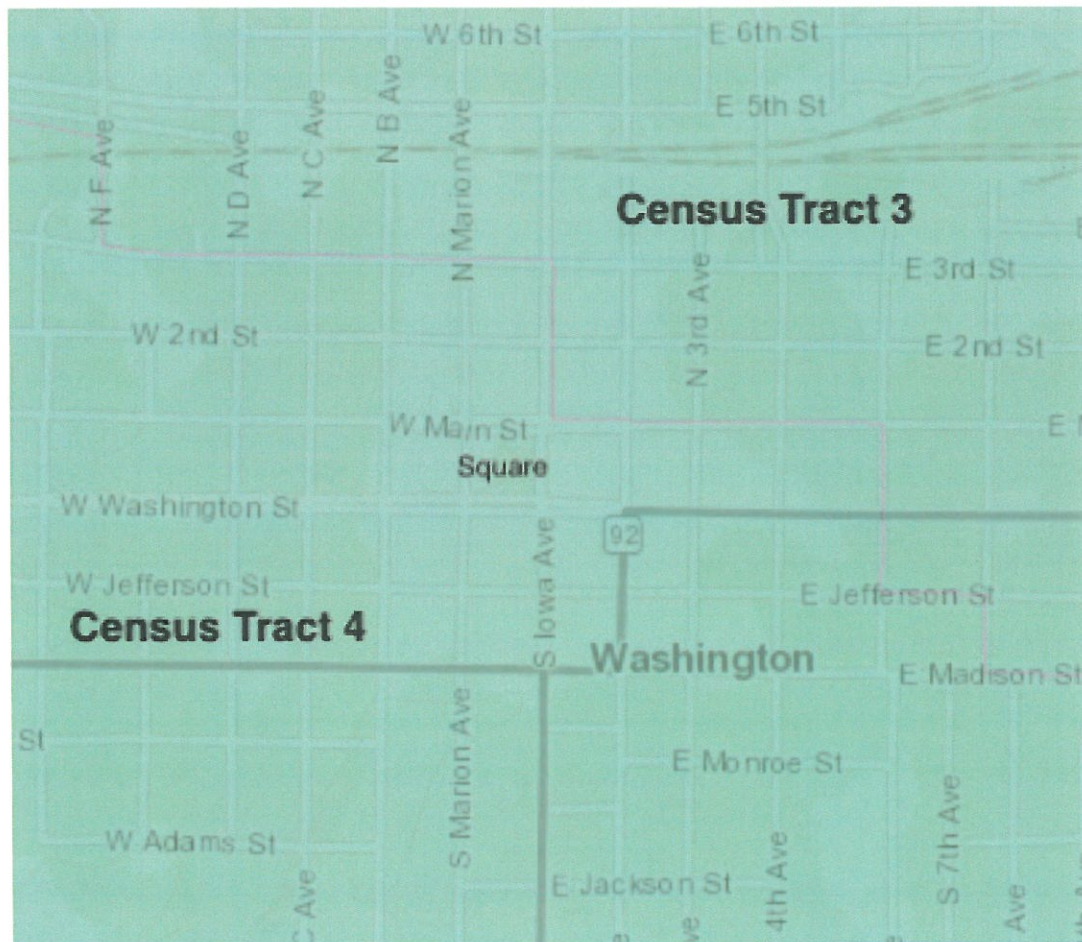 W 6th St
E 6th St
N B Ave
N C Ave
N Marion Ave
E 5th St
N F Ave
N D Ave
Census Tract 3
E 3rd St
N 3rd Ave
W 2nd St
E 2nd St
W Main St
E
Square
W Washington St
92
S Iowa Ave
W Jefferson St
E Jefferson St
Census Tract 4
Washington
E Madison St
St
S Marion Ave
E Monroe St
W Adams St
S 7th Ave
4th Ave
C Ave
E Jackson St
Ave
ve
e